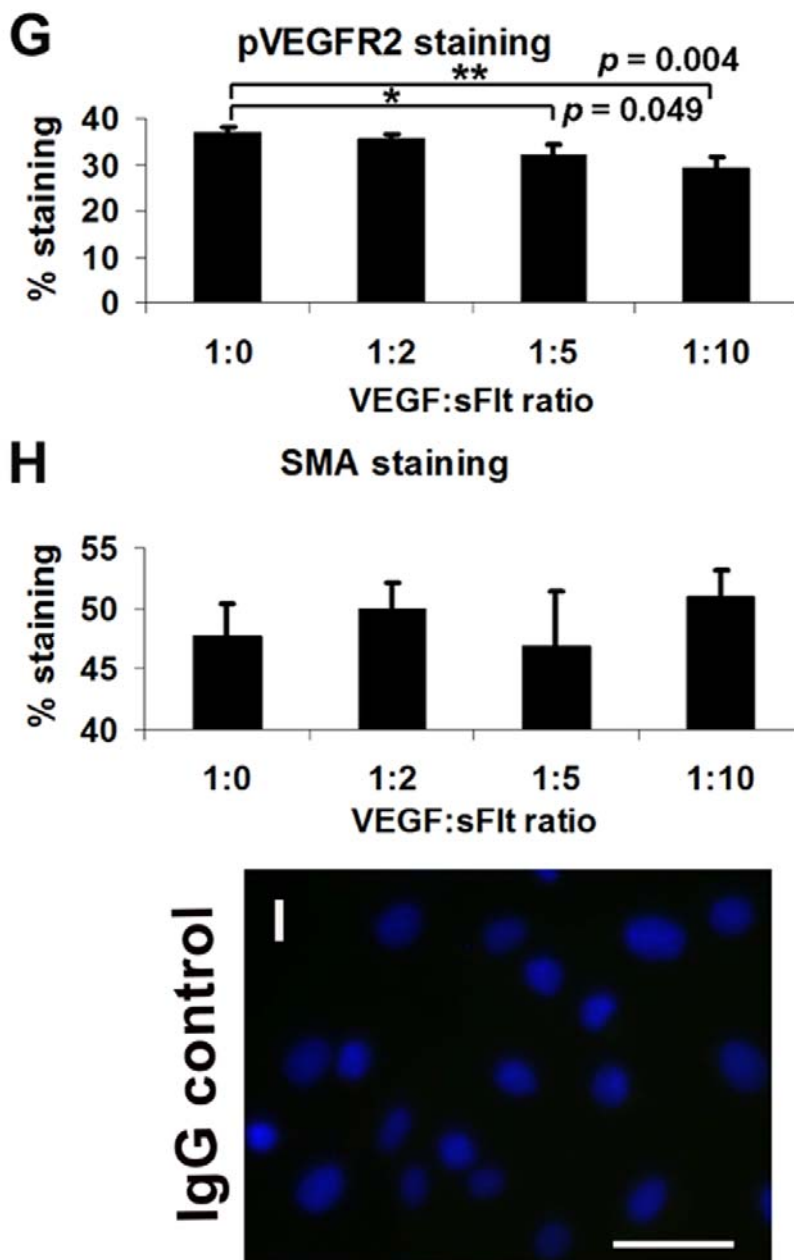 G
pVEGFR2 staining
** p = 0.004
* p = 0.049
40
30
20
10
0
% staining
1:0 1:2 1:5 1:10
VEGF:sFlt ratio
H
SMA staining
55
50
45
40
% staining
1:0 1:2 1:5 1:10
VEGF:sFlt ratio
I
IgG control